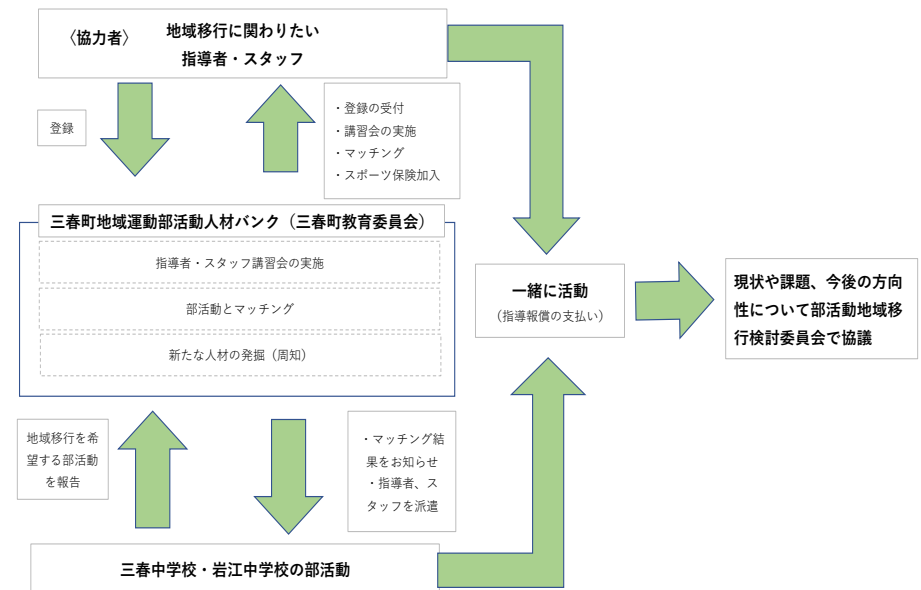 〈協力者〉 地域移行に関わりたい
指導者・スタッフ
登録
・登録の受付
・講習会の実施
・マッチング
・スポーツ保険加入
三春町地域運動部活動人材バンク（三春町教育委員会）
指導者・スタッフ講習会の実施
部活動とマッチング
新たな人材の発掘（周知）
一緒に活動
（指導報償の支払い）
現状や課題、今後の方向
性について部活動地域移
行検討委員会で協議
地域移行を希
望する部活動
を報告
・マッチング結
果をお知らせ
・指導者、ス
タッフを派遣
三春中学校・岩江中学校の部活動